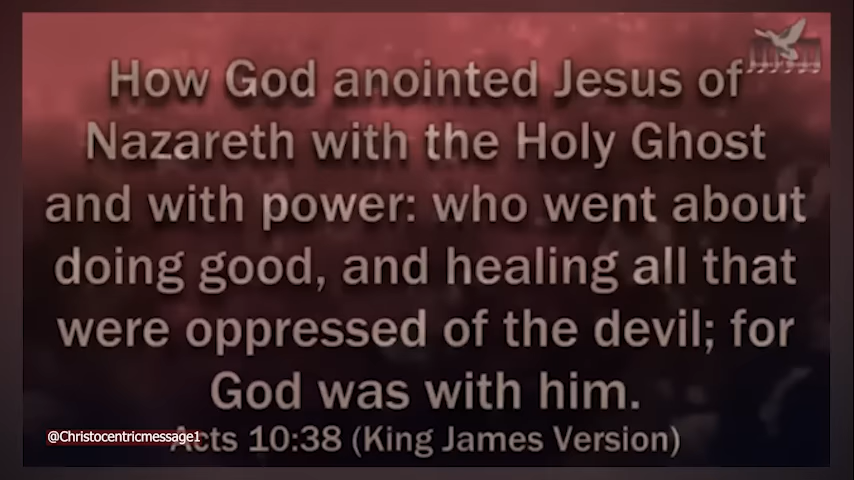 How God anointed Jesus of
Nazareth with the Holy Ghost
and with power: who went about
doing good, and healing all that
were oppressed of the devil; for
God was with him.
@Christocentricmessage1
Acts 10:38 (King James Version)